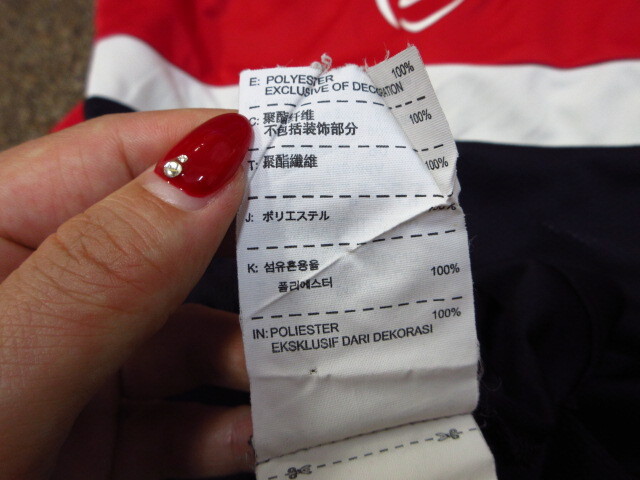 E: POLYESTER 100%
EXCLUSIVE OF DECORATION
C: 聚酯纤维 100%
不包括装饰部分
T: 聚酯纖維 100%
J: ポリエステル
K: 섬유혼용율
폴리에스터 100%
IN: POLIESTER 100%
EKSKLUSIF DARI DEKORASI